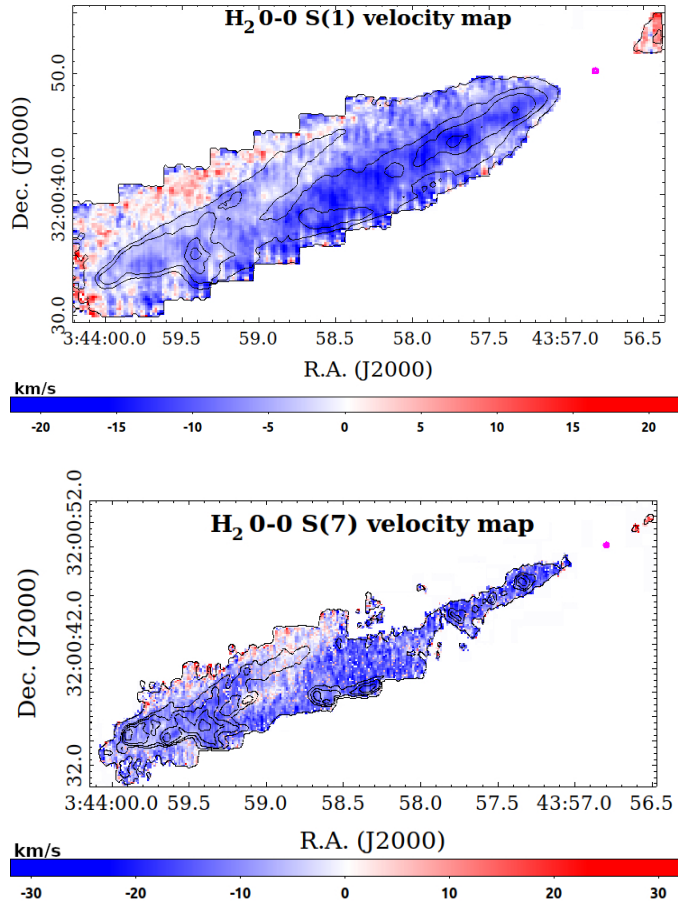 H2 0-0 S(1) velocity map
50.0
32:00:40.0
30.0
Dec. (J2000)
3:44:00.0 59.5 59.0 58.5 58.0 57.5 43:57.0 56.5
R.A. (J2000)
km/s
-20 -15 -10 -5 0 5 10 15 20
H2 0-0 S(7) velocity map
32:00:52.0
32:00:42.0
32.0
Dec. (J2000)
3:44:00.0 59.5 59.0 58.5 58.0 57.5 43:57.0 56.5
R.A. (J2000)
km/s
-30 -20 -10 0 10 20 30